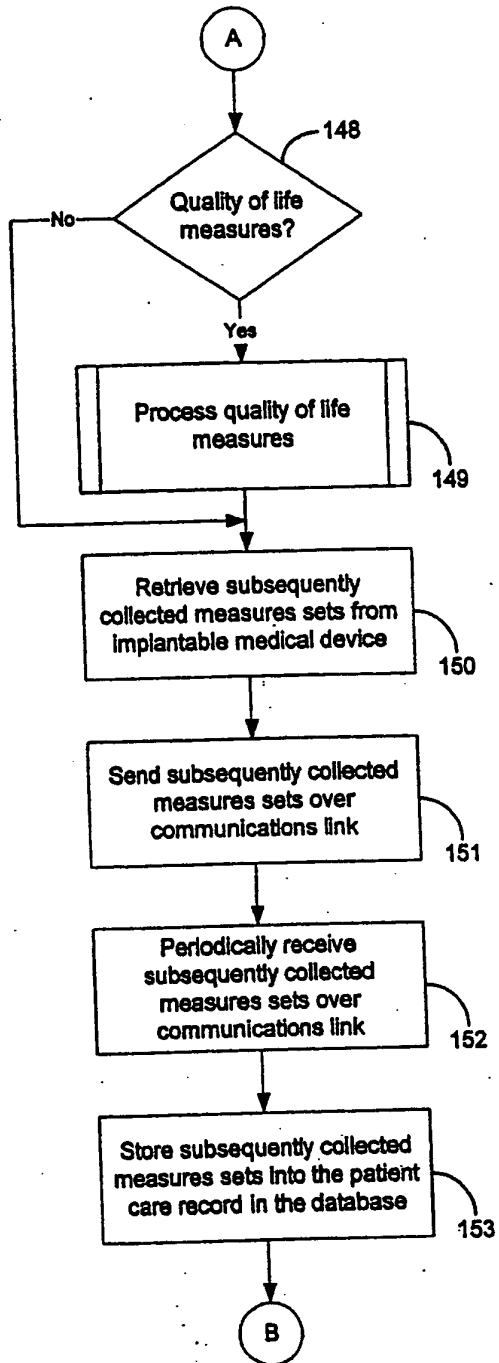 A
148
Quality of life
measures?
No
Yes
Process quality of life
measures
149
Retrieve subsequently
collected measures sets from
implantable medical device
150
Send subsequently collected
measures sets over
communications link
151
Periodically receive
subsequently collected
measures sets over
communications link
152
Store subsequently collected
measures sets into the patient
care record in the database
153
B